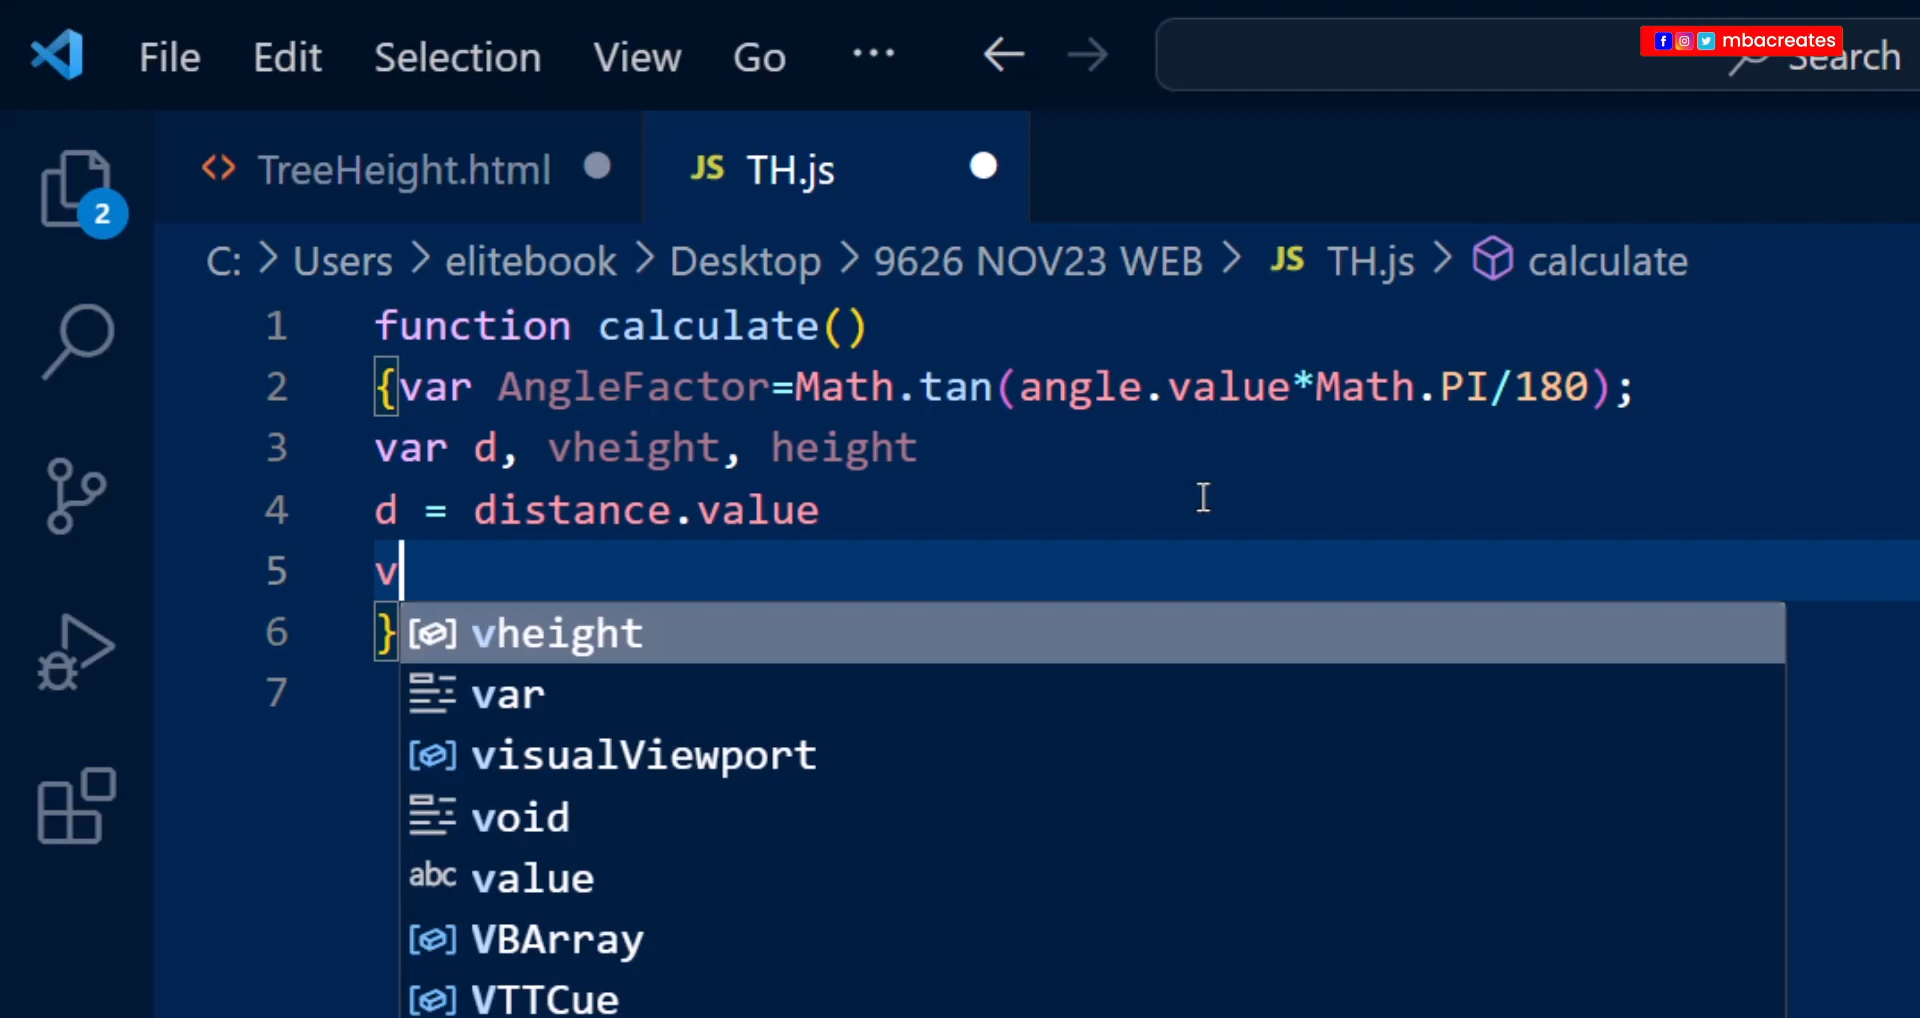 File Edit Selection View Go ··· Search
mbacreates
TreeHeight.html JS TH.js
2
C: > Users > elitebook > Desktop > 9626 NOV23 WEB > JS TH.js > calculate
1 function calculate()
2 {var AngleFactor=Math.tan(angle.value*Math.PI/180);
3 var d, vheight, height
4 d = distance.value
5 v
6 }
vheight
7
var
visualViewport
void
abc value
VBArray
VTTCue